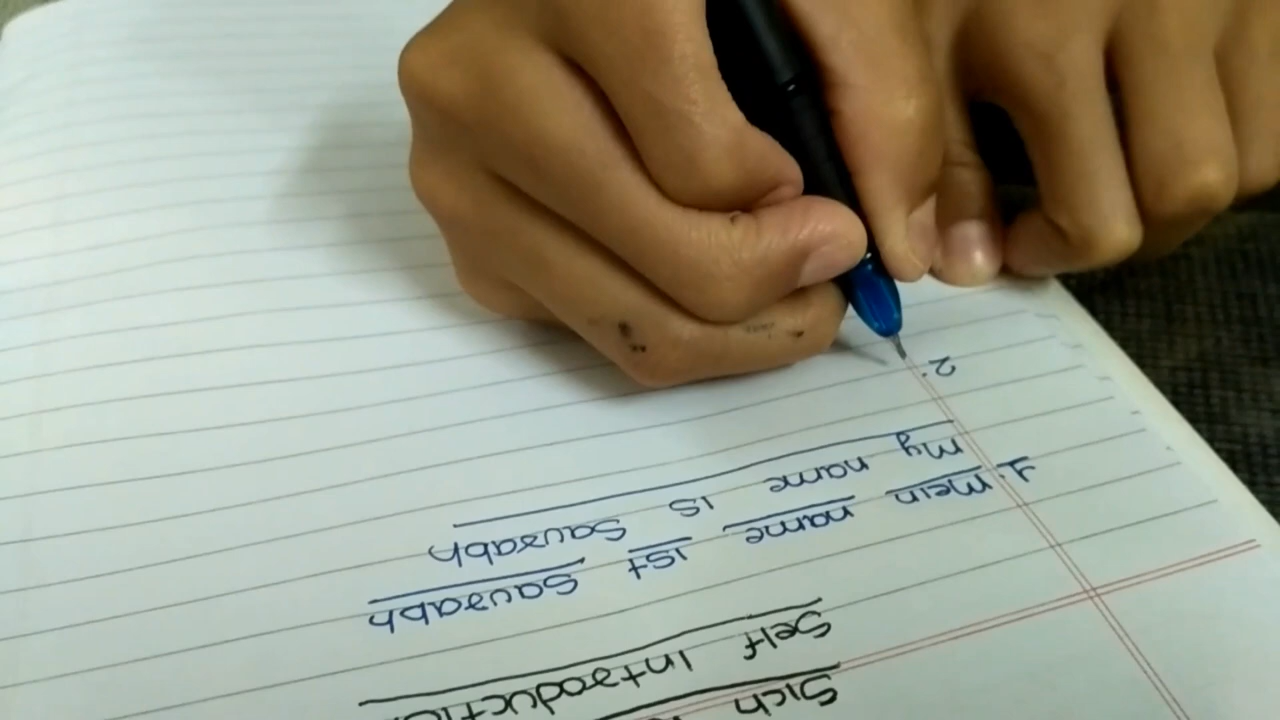 Sich
Self Introductio
1. Mein name ist Saurabh
My name is Saurabh
2.